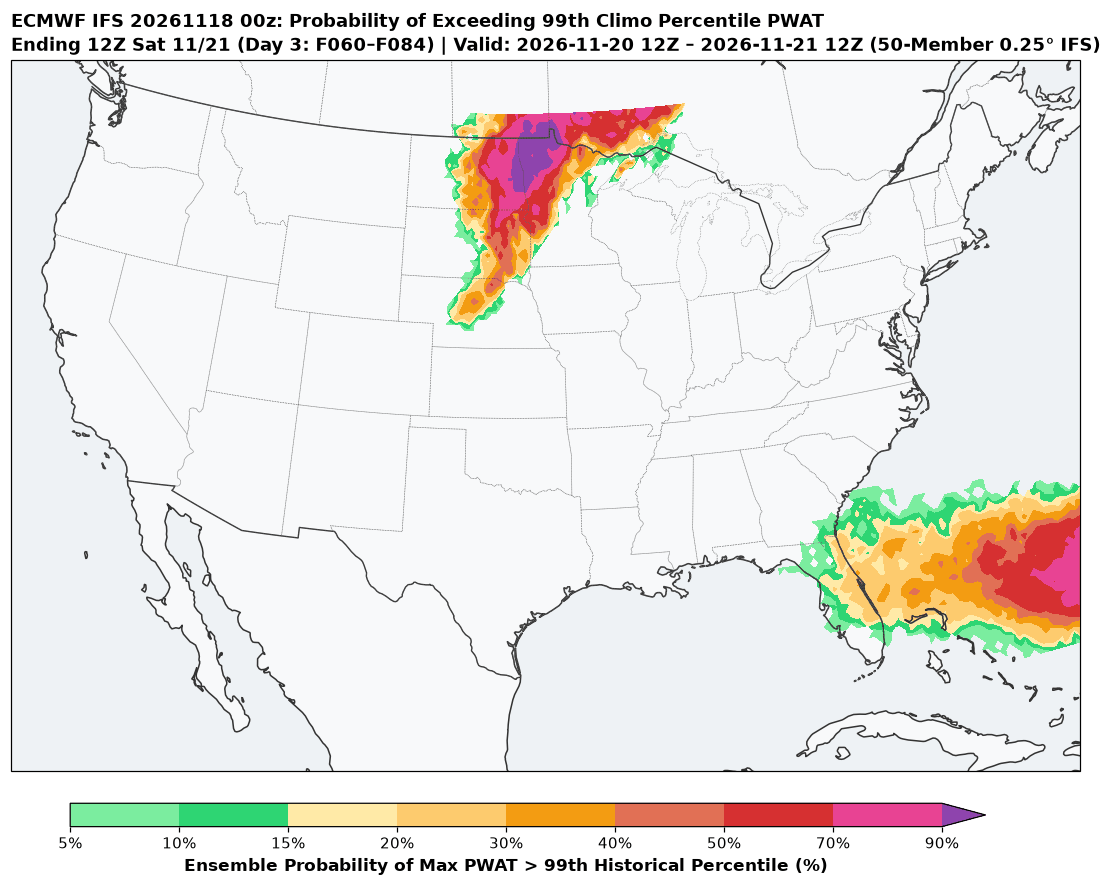 ECMWF IFS 20261118 00z: Probability of Exceeding 99th Climo Percentile PWAT
Ending 12Z Sat 11/21 (Day 3: F060–F084) | Valid: 2026-11-20 12Z – 2026-11-21 12Z (50-Member 0.25° IFS)
5% 10% 15% 20% 30% 40% 50% 70% 90%
Ensemble Probability of Max PWAT > 99th Historical Percentile (%)